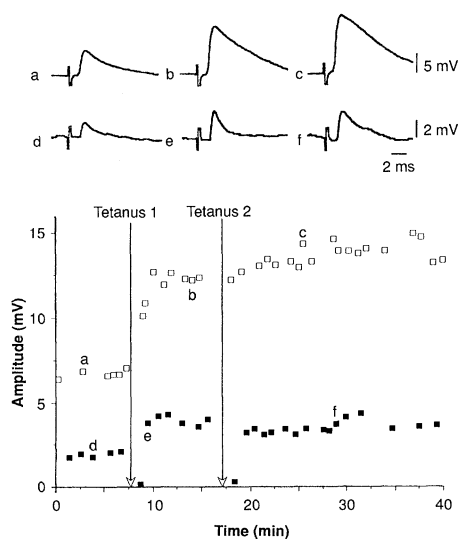 a b c 5 mV
d e f 2 mV
2 ms
Tetanus 1 Tetanus 2
15
c
b
10
Amplitude (mV)
a
5
f
e
d
0
0 10 20 30 40
Time (min)